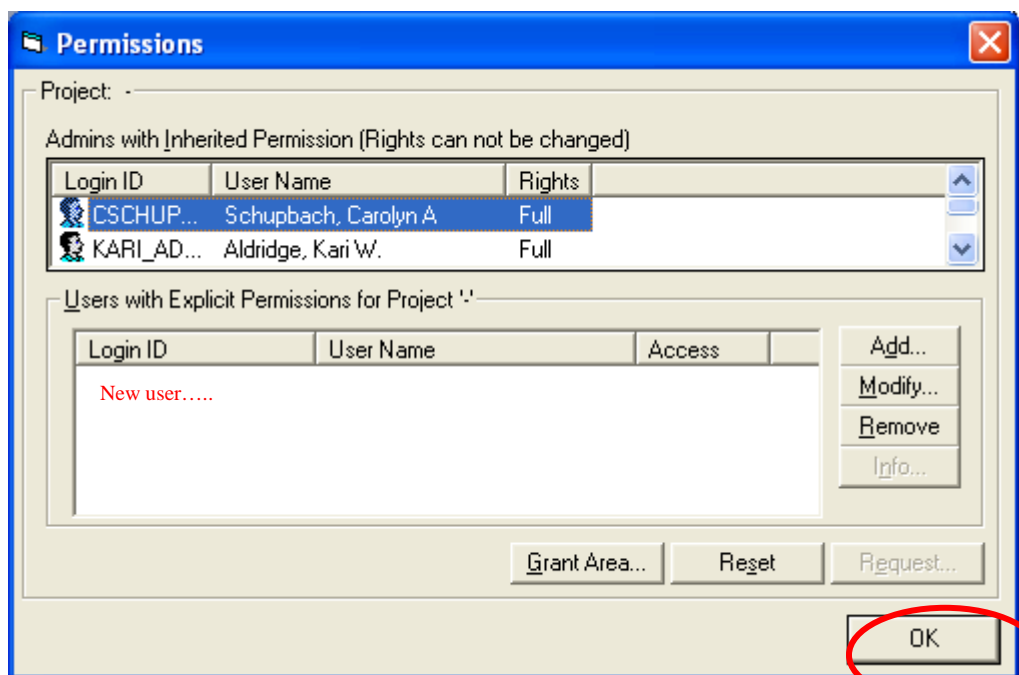 Permissions
Project: -
Admins with Inherited Permission (Rights can not be changed)
Login ID User Name Rights
CSCHUP... Schupbach, Carolyn A Full
KARI_AD... Aldridge, Kari W. Full
Users with Explicit Permissions for Project '-'
Login ID User Name Access
Add...
New user.....
Modify...
Remove
Info...
Grant Area... Reset Request...
OK